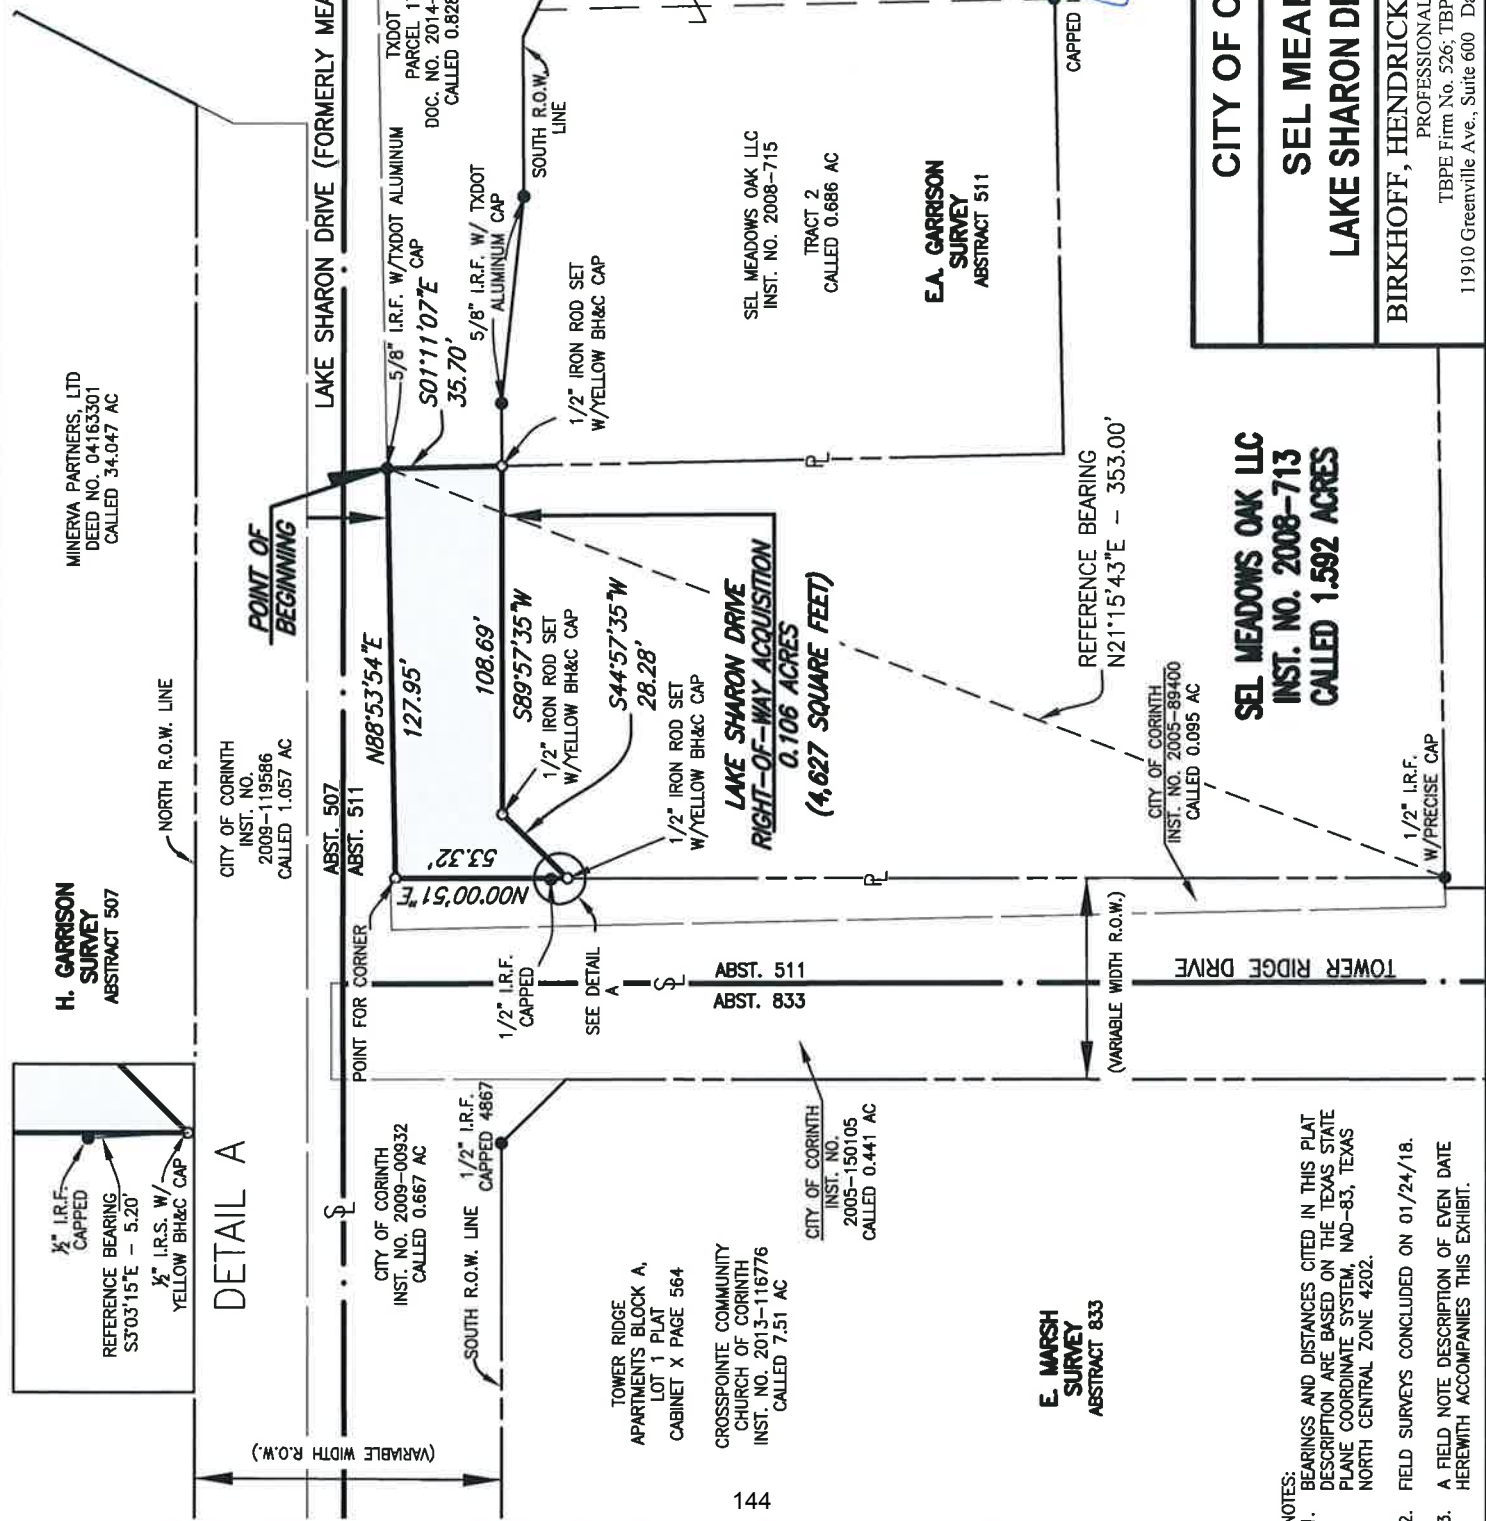 ½" I.R.F.
CAPPED
REFERENCE BEARING
S3°03'15"E - 5.20'
½" I.R.S. W/
YELLOW BH&C CAP
DETAIL A
H. GARRISON
SURVEY
ABSTRACT 507
MINERVA PARTNERS, LTD
DEED NO. 04163301
CALLED 34.047 AC
NORTH R.O.W. LINE
CITY OF CORINTH
INST. NO.
2009-119586
CALLED 1.057 AC
ABST. 507
ABST. 511
POINT OF
BEGINNING
LAKE SHARON DRIVE (FORMERLY MEA
TXDOT
PARCEL 1
DOC. NO. 2014-
CALLED 0.828
5/8" I.R.F. W/TXDOT ALUMINUM
CAP
S01°11'07"E
35.70'
5/8" I.R.F. W/ TXDOT
ALUMINUM CAP
SOUTH R.O.W.
LINE
1/2" IRON ROD SET
W/YELLOW BH&C CAP
N88°53'54"E
127.95'
108.69'
S89°57'35"W
1/2" IRON ROD SET
W/YELLOW BH&C CAP
S44°57'35"W
28.28'
1/2" IRON ROD SET
W/YELLOW BH&C CAP
53.32'
N00°00'51"E
POINT FOR CORNER
1/2" I.R.F.
CAPPED
SEE DETAIL
A
LAKE SHARON DRIVE
RIGHT-OF-WAY ACQUISITION
0.106 ACRES
(4,627 SQUARE FEET)
SEL MEADOWS OAK LLC
INST. NO. 2008-715
TRACT 2
CALLED 0.686 AC
E.A. GARRISON
SURVEY
ABSTRACT 511
CAPPED
PL
PL
SL
SL
REFERENCE BEARING
N21°15'43"E - 353.00'
CITY OF CORINTH
INST. NO. 2005-89400
CALLED 0.095 AC
SEL MEADOWS OAK LLC
INST. NO. 2008-713
CALLED 1.592 ACRES
1/2" I.R.F.
W/PRECISE CAP
ABST. 511
ABST. 833
TOWER RIDGE DRIVE
(VARIABLE WIDTH R.O.W.)
CITY OF CORINTH
INST. NO. 2009-00932
CALLED 0.667 AC
1/2" I.R.F.
CAPPED 4867
SOUTH R.O.W. LINE
(VARIABLE WIDTH R.O.W.)
TOWER RIDGE
APARTMENTS BLOCK A,
LOT 1 PLAT
CABINET X PAGE 564
CROSSPOINTE COMMUNITY
CHURCH OF CORINTH
INST. NO. 2013-116776
CALLED 7.51 AC
CITY OF CORINTH
INST. NO.
2005-150105
CALLED 0.441 AC
E. MARSH
SURVEY
ABSTRACT 833
NOTES:
1. BEARINGS AND DISTANCES CITED IN THIS PLAT
DESCRIPTION ARE BASED ON THE TEXAS STATE
PLANE COORDINATE SYSTEM, NAD-83, TEXAS
NORTH CENTRAL ZONE 4202.
2. FIELD SURVEYS CONCLUDED ON 01/24/18.
3. A FIELD NOTE DESCRIPTION OF EVEN DATE
HEREWITH ACCOMPANIES THIS EXHIBIT.
CITY OF C
SEL MEA
LAKE SHARON D
BIRKHOFF, HENDRICK
PROFESSIONAL
TBPE Firm No. 526; TBP
11910 Greenville Ave., Suite 600 Da
144